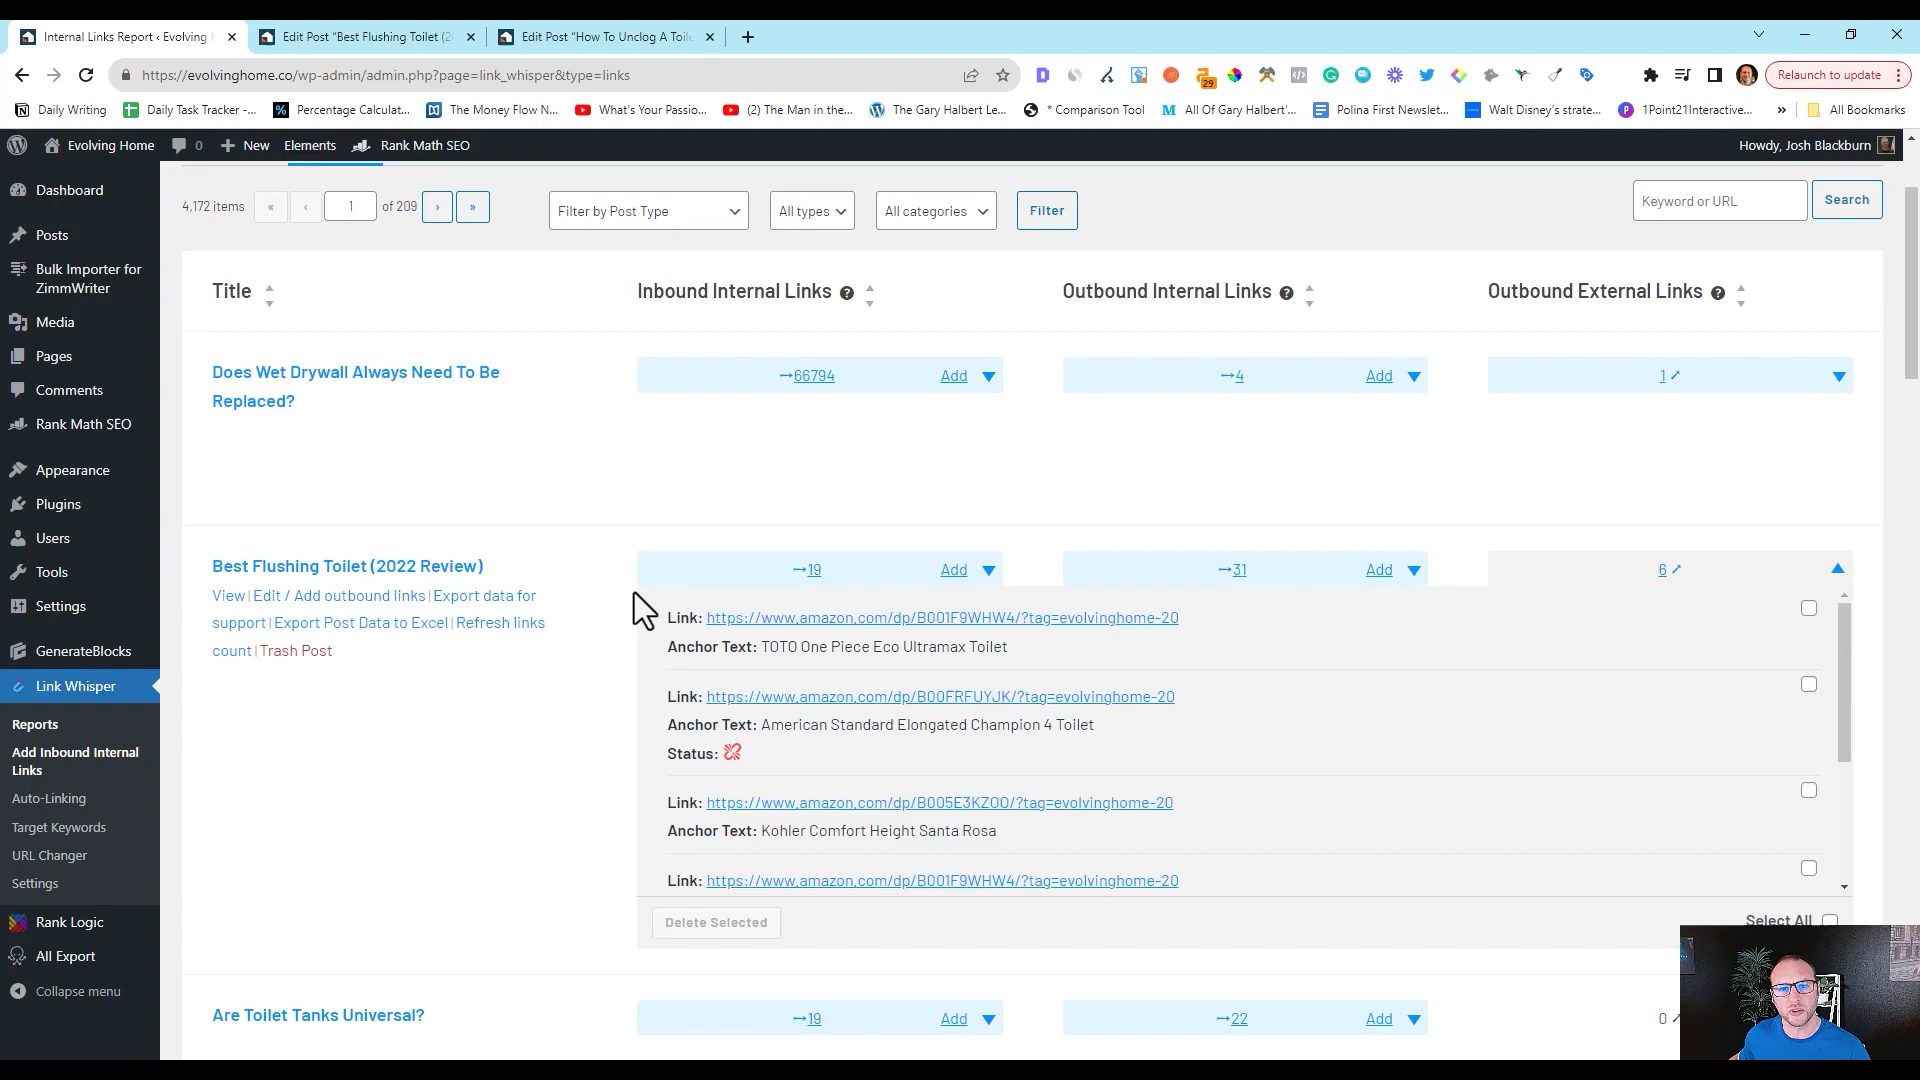 Internal Links Report ‹ Evolving
Edit Post "Best Flushing Toilet (2
Edit Post "How To Unclog A Toile
https://evolvinghome.co/wp-admin/admin.php?page=link_whisper&type=links
29
Relaunch to update
Daily Writing
Daily Task Tracker -...
Percentage Calculat...
The Money Flow N...
What's Your Passio...
(2) The Man in the...
The Gary Halbert Le...
* Comparison Tool
All Of Gary Halbert'...
Polina First Newslet...
Walt Disney's strate...
1Point21Interactive...
»
All Bookmarks
Evolving Home
0
New
Elements
Rank Math SEO
Howdy, Josh Blackburn
Dashboard
Posts
Bulk Importer for
ZimmWriter
Media
Pages
Comments
Rank Math SEO
Appearance
Plugins
Users
Tools
Settings
GenerateBlocks
Link Whisper
Reports
Add Inbound Internal
Links
Auto-Linking
Target Keywords
URL Changer
Settings
Rank Logic
All Export
Collapse menu
4,172 items « ‹ 1 of 209 › »
Filter by Post Type
All types
All categories
Filter
Keyword or URL
Search
Title
Inbound Internal Links
Outbound Internal Links
Outbound External Links
Does Wet Drywall Always Need To Be
Replaced?
66794 Add
4 Add
1
Best Flushing Toilet (2022 Review)
19 Add
31 Add
6
View | Edit / Add outbound links | Export data for
support | Export Post Data to Excel | Refresh links
count | Trash Post
Link: https://www.amazon.com/dp/B001F9WHW4/?tag=evolvinghome-20
Anchor Text: TOTO One Piece Eco Ultramax Toilet
Link: https://www.amazon.com/dp/B00FRFUYJK/?tag=evolvinghome-20
Anchor Text: American Standard Elongated Champion 4 Toilet
Status:
Link: https://www.amazon.com/dp/B005E3KZOO/?tag=evolvinghome-20
Anchor Text: Kohler Comfort Height Santa Rosa
Link: https://www.amazon.com/dp/B001F9WHW4/?tag=evolvinghome-20
Delete Selected
Select All
Are Toilet Tanks Universal?
19 Add
22 Add
0